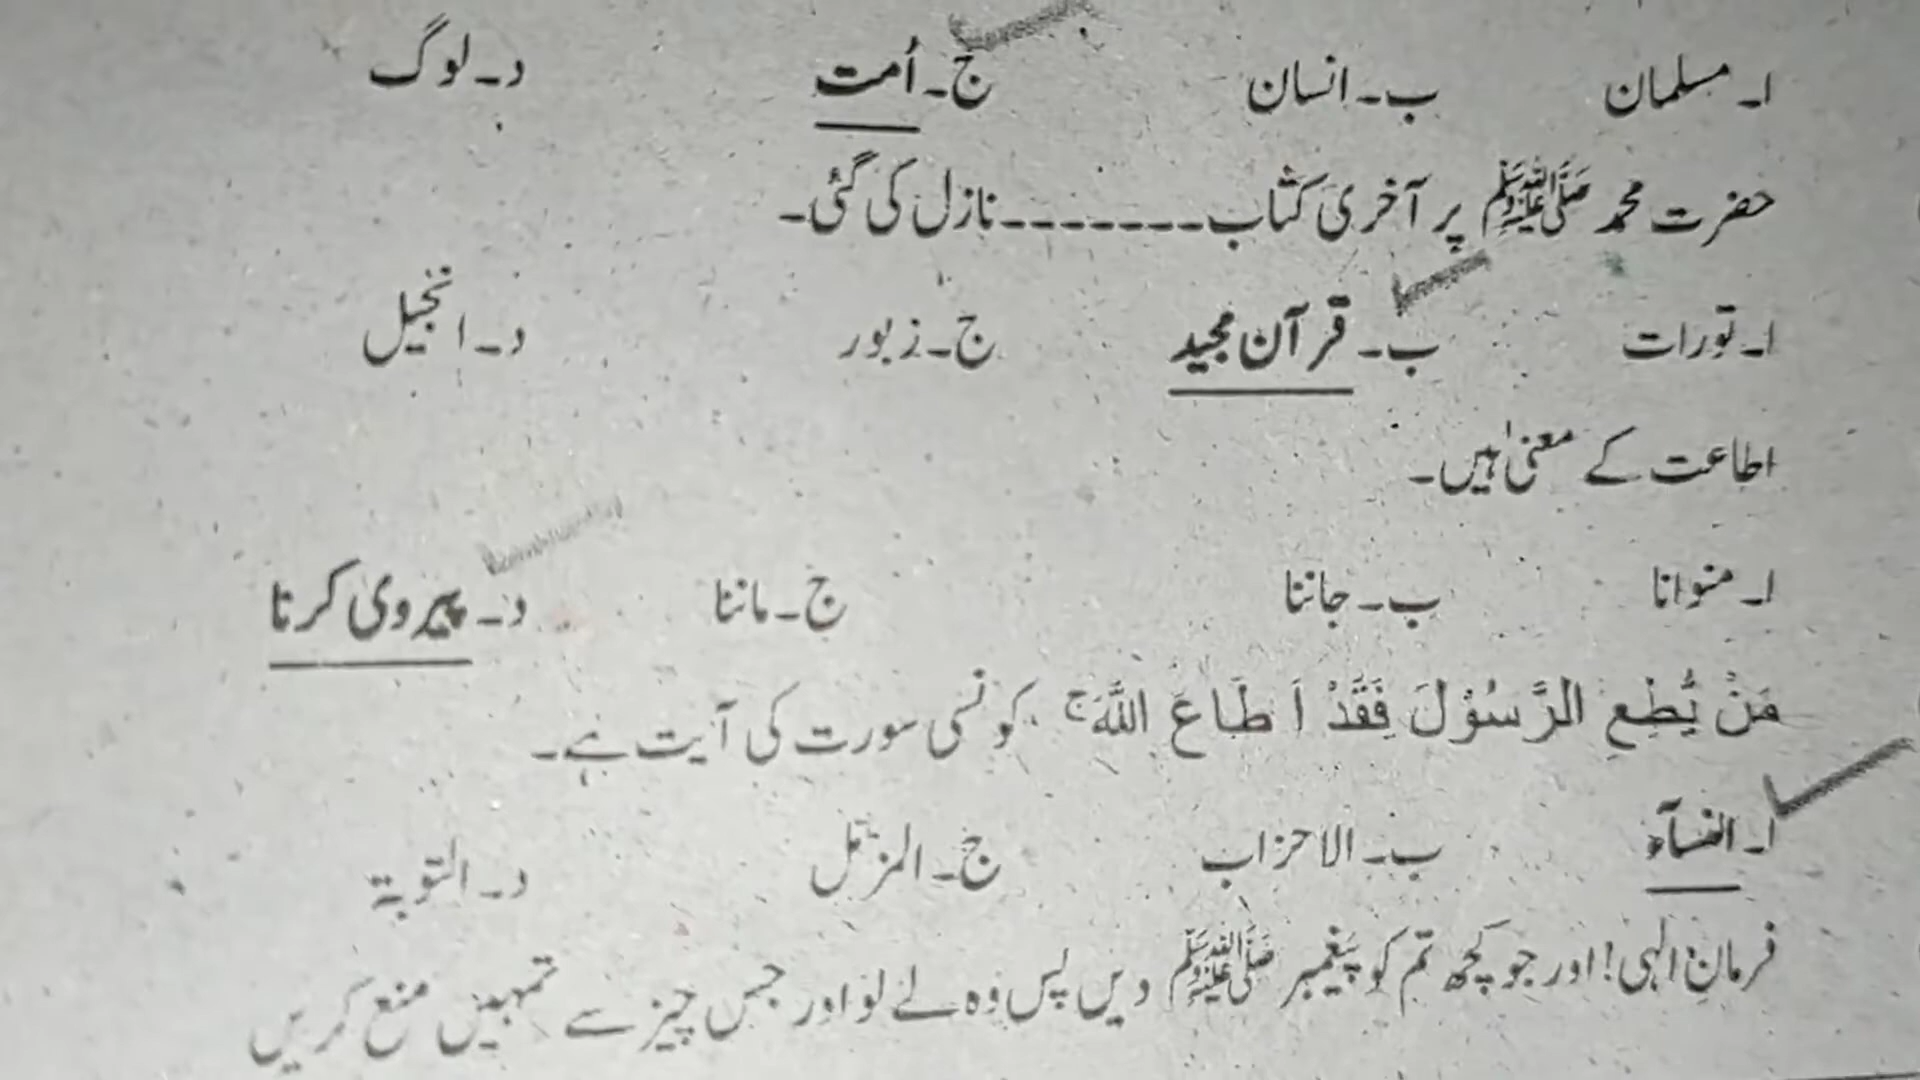 ا۔ مسلمان ب۔ انسان ج۔ اُمت د۔ لوگ
حضرت محمد ﷺ پر آخری کتاب۔۔۔۔۔۔۔نازل کی گئی۔
ا۔ تورات ب۔ قرآن مجید ج۔ زبور د۔ انجیل
اطاعت کے معنیٰ ہیں۔
ا۔ منوانا ب۔ جاننا ج۔ ماننا د۔ پیروی کرنا
مَنْ یُّطِعِ الرَّسُوْلَ فَقَدْ اَطَاعَ اللّٰہَ ۚ کونسی سورت کی آیت ہے۔
ا۔ النسآء ب۔ الاحزاب ج۔ المزمّل د۔ التوبۃ
فرمانِ الٰہی! اور جو کچھ تم کو پیغمبر ﷺ دیں پس وہ لے لو اور جس چیز سے تمہیں منع کریں